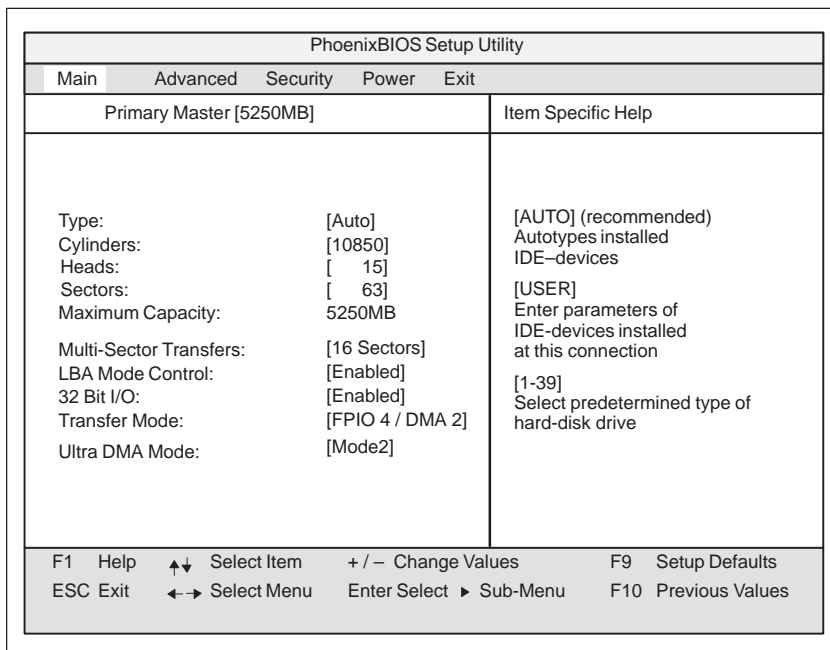 PhoenixBIOS Setup Utility
Main Advanced Security Power Exit
Primary Master [5250MB] Item Specific Help
Type: [Auto]
Cylinders: [10850]
Heads: [ 15]
Sectors: [ 63]
Maximum Capacity: 5250MB
Multi-Sector Transfers: [16 Sectors]
LBA Mode Control: [Enabled]
32 Bit I/O: [Enabled]
Transfer Mode: [FPIO 4 / DMA 2]
Ultra DMA Mode: [Mode2]
[AUTO] (recommended)
Autotypes installed
IDE–devices
[USER]
Enter parameters of
IDE-devices installed
at this connection
[1-39]
Select predetermined type of
hard-disk drive
F1 Help Select Item + / – Change Values F9 Setup Defaults
ESC Exit Select Menu Enter Select Sub-Menu F10 Previous Values